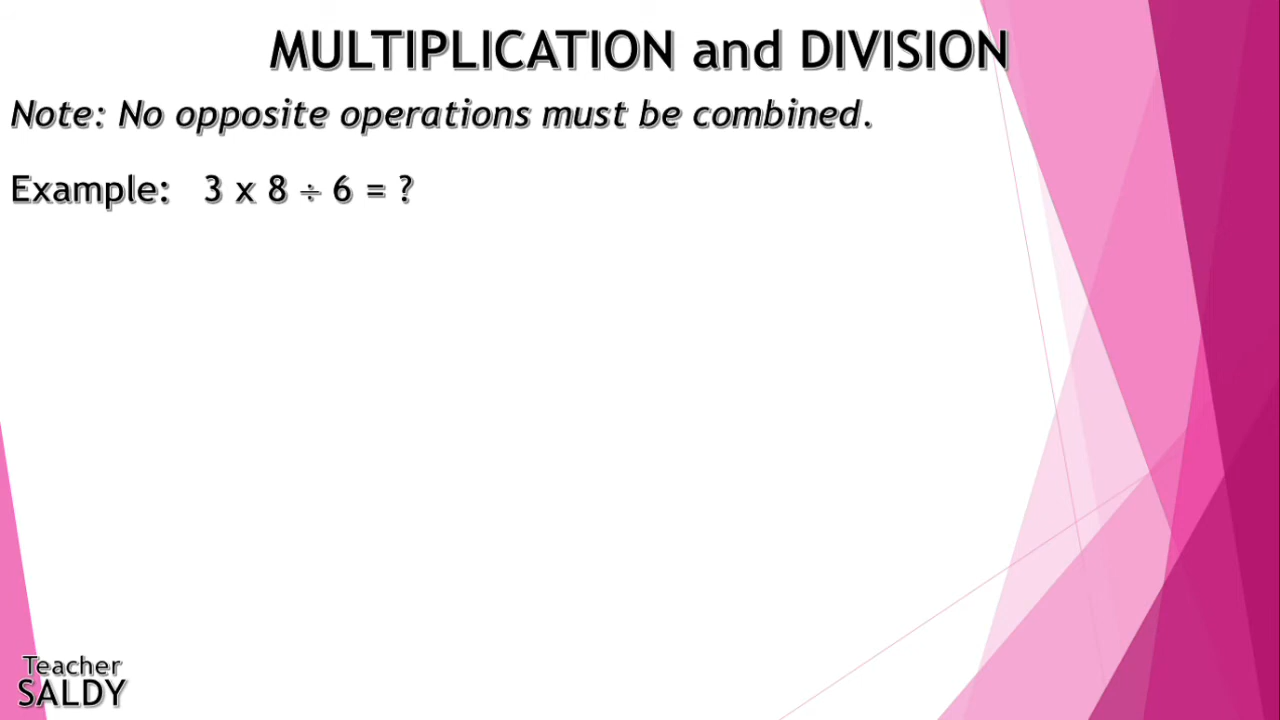 MULTIPLICATION and DIVISION
Note: No opposite operations must be combined.
Example: 3 x 8 ÷ 6 = ?
Teacher
SALDY